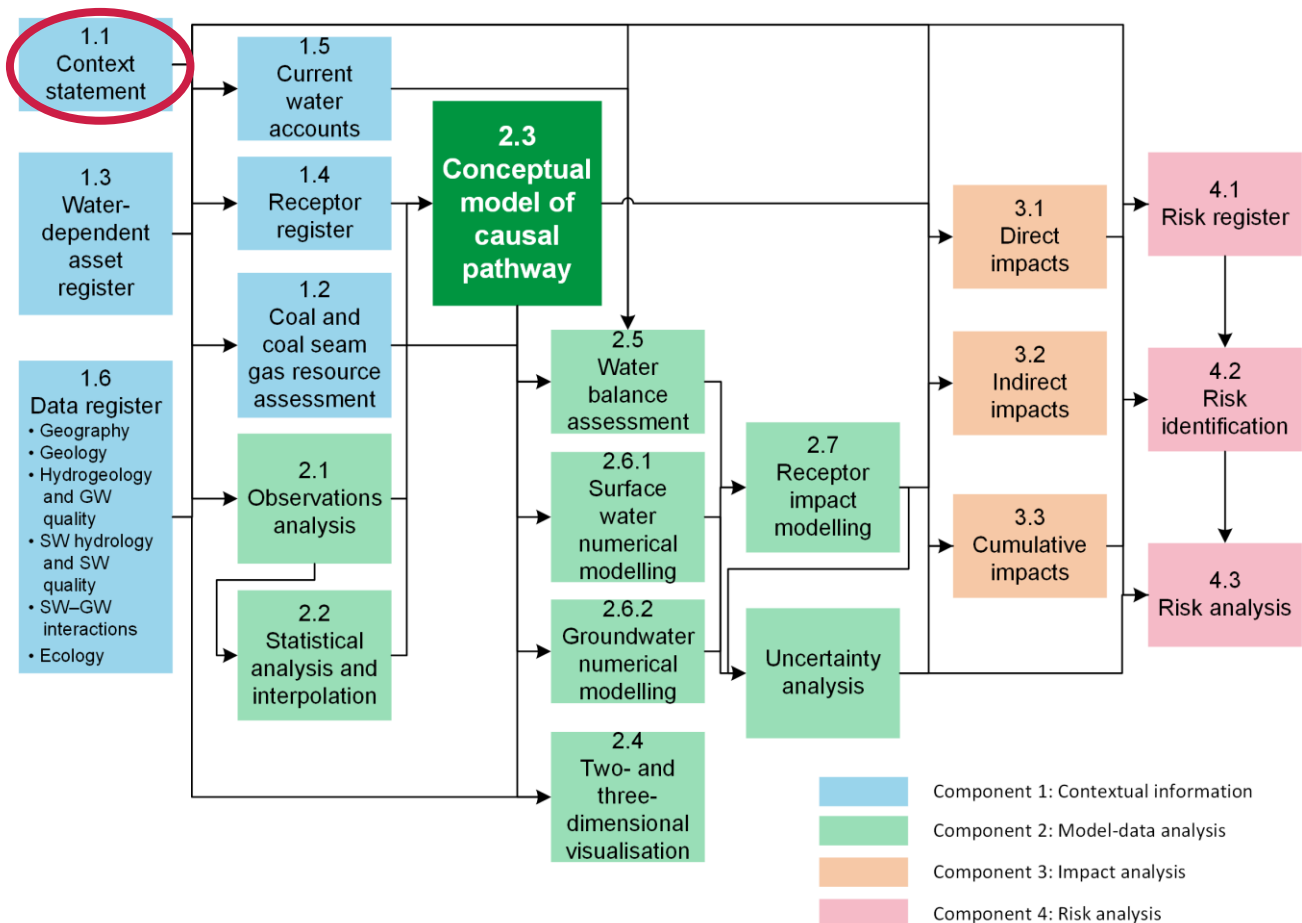 1.1
Context
statement
1.3
Water-
dependent
asset
register
1.6
Data register
• Geography
• Geology
• Hydrogeology
and GW
quality
• SW hydrology
and SW
quality
• SW–GW
interactions
• Ecology
1.5
Current
water
accounts
1.4
Receptor
register
1.2
Coal and
coal seam
gas resource
assessment
2.1
Observations
analysis
2.2
Statistical
analysis and
interpolation
2.3
Conceptual
model of
causal
pathway
2.5
Water
balance
assessment
2.6.1
Surface
water
numerical
modelling
2.6.2
Groundwater
numerical
modelling
2.4
Two- and
three-
dimensional
visualisation
2.7
Receptor
impact
modelling
Uncertainty
analysis
3.1
Direct
impacts
3.2
Indirect
impacts
3.3
Cumulative
impacts
4.1
Risk register
4.2
Risk
identification
4.3
Risk analysis
Component 1: Contextual information
Component 2: Model-data analysis
Component 3: Impact analysis
Component 4: Risk analysis